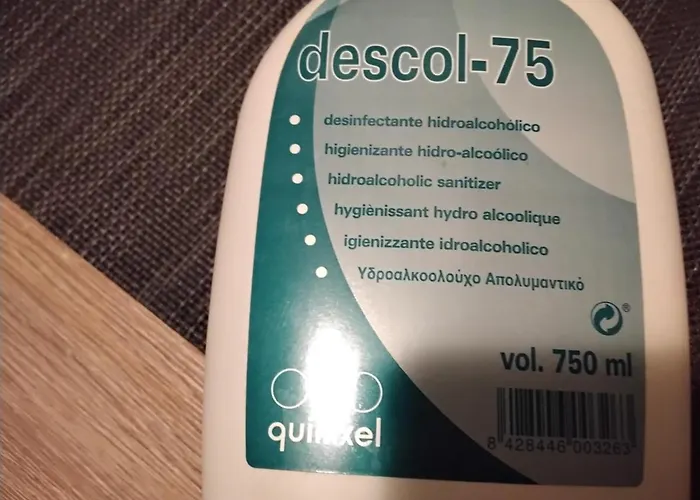 descol-75
desinfectante hidroalcohólico
higienizante hidro-alcoólico
hidroalcoholic sanitizer
hygiènissant hydro alcoolique
igienizzante idroalcoholico
Υδροαλκοολούχο Απολυμαντικό
®
vol. 750 ml
8 428446 003263